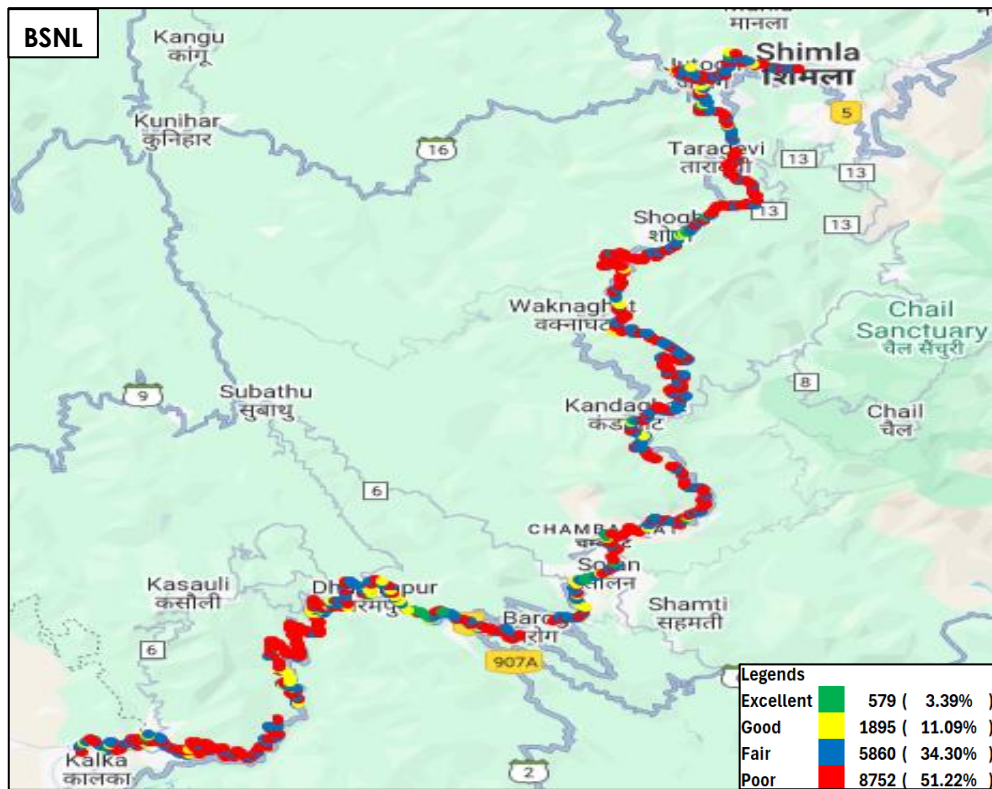 BSNL
मानला
Kangu
कांगू
Shimla
शिमला
5
Kunihar
कुनिहार
16
Taradevi
13
13
13
13
Waknaghat
Chail
Sanctuary
चैल सैंचुरी
8
Subathu
सुबाथु
9
Chail
चैल
6
Kasauli
कसौली
6
Shamti
सहमती
907A
2
Kalka
कालका
Legends
Excellent 579 ( 3.39% )
Good 1895 ( 11.09% )
Fair 5860 ( 34.30% )
Poor 8752 ( 51.22% )